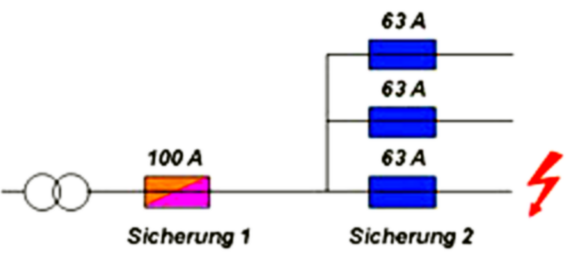 63 A
63 A
100 A
63 A
Sicherung 1
Sicherung 2